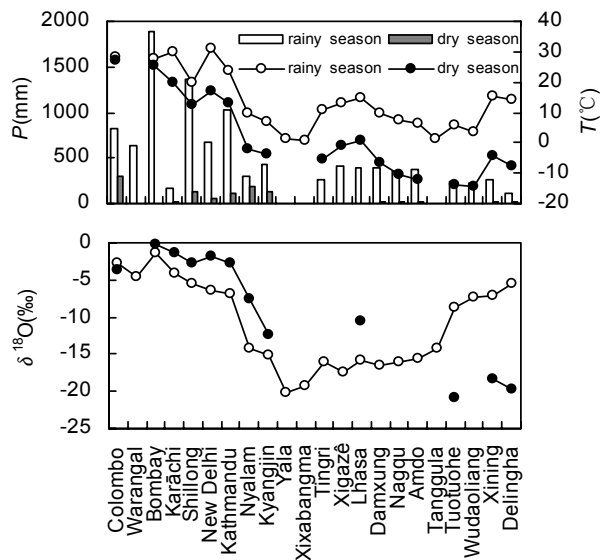 2000
1500
1000
500
0
P(mm)
rainy season
dry season
rainy season
dry season
40
30
20
10
0
-10
-20
T(℃)
0
-5
-10
-15
-20
-25
δ ¹⁸O(‰)
Colombo
Warangal
Bombay
Karāchi
Shillong
New Delhi
Kathmandu
Nyalam
Kyangjin
Yala
Xixabangma
Tingri
Xigazê
Lhasa
Damxung
Nagqu
Amdo
Tanggula
Tuotuohe
Wudaoliang
Xining
Delingha